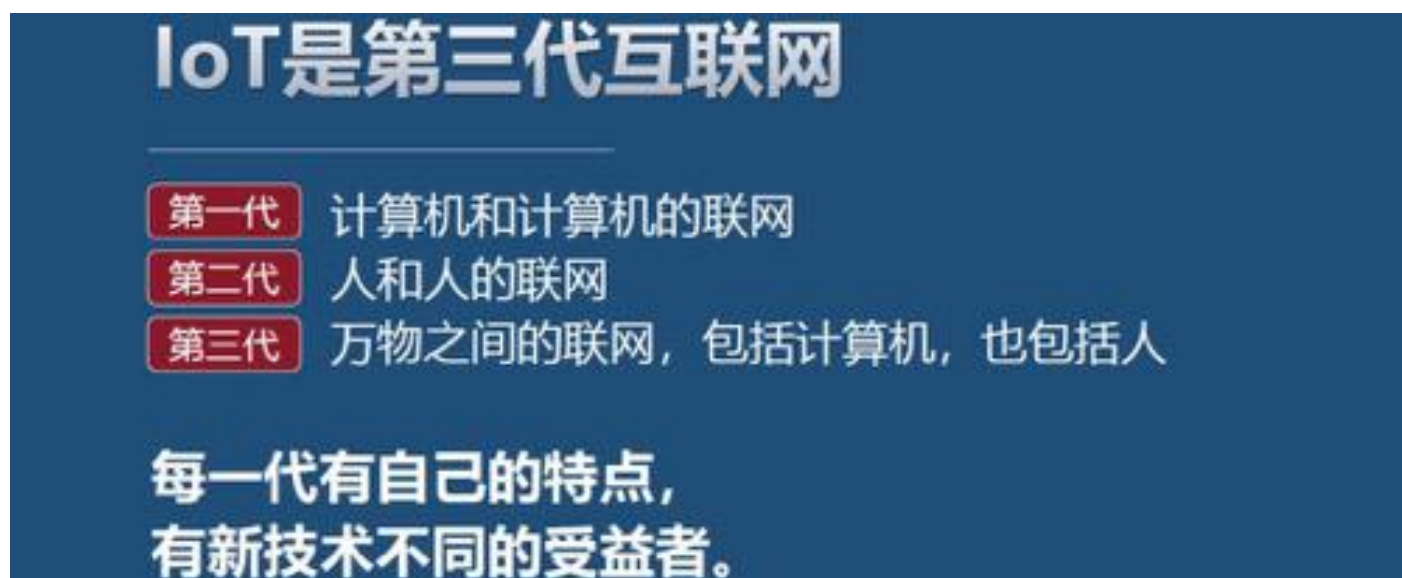 IoT是第三代互联网
第一代 计算机和计算机的联网
第二代 人和人的联网
第三代 万物之间的联网，包括计算机，也包括人
每一代有自己的特点，
有新技术不同的受益者。